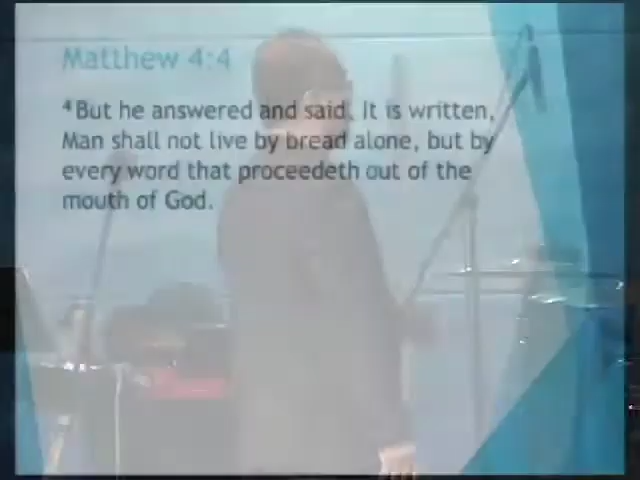 Matthew 4:4
⁴But he answered and said, It is written,
Man shall not live by bread alone, but by
every word that proceedeth out of the
mouth of God.